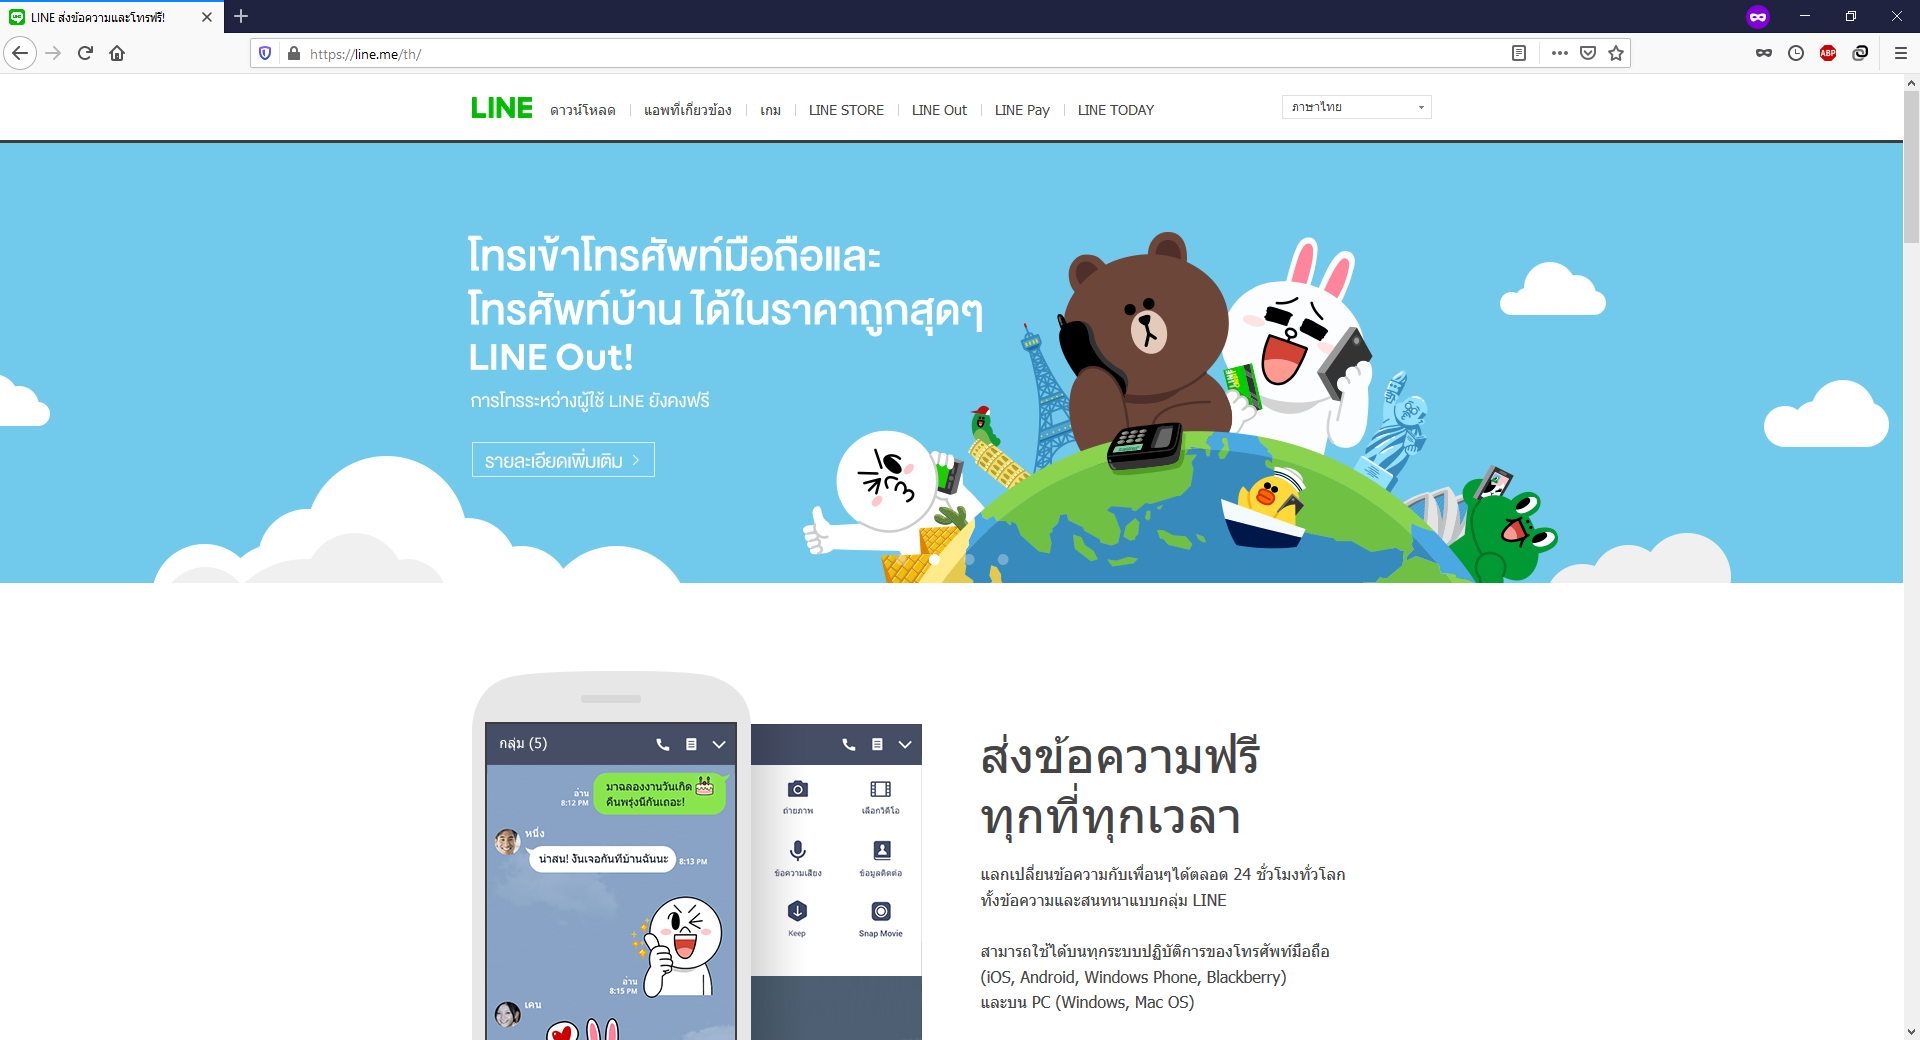 LINE ส่งข้อความและโทรฟรี!
https://line.me/th/
ABP
LINE
ดาวน์โหลด
แอพที่เกี่ยวข้อง
เกม
LINE STORE
LINE Out
LINE Pay
LINE TODAY
ภาษาไทย
โทรเข้าโทรศัพท์มือถือและ
โทรศัพท์บ้าน ได้ในราคาถูกสุดๆ
LINE Out!
การโทรระหว่างผู้ใช้ LINE ยังคงฟรี
รายละเอียดเพิ่มเติม
กลุ่ม (5)
มาฉลองงานวันเกิด
คืนพรุ่งนี้กันเถอะ!
อ่าน
8:12 PM
หนึ่ง
น่าสน! งั้นเจอกันที่บ้านฉันนะ
8:13 PM
อ่าน
8:15 PM
เคน
ถ่ายภาพ
เลือกวิดีโอ
ข้อความเสียง
ข้อมูลติดต่อ
Keep
Snap Movie
ส่งข้อความฟรี
ทุกที่ทุกเวลา
แลกเปลี่ยนข้อความกับเพื่อนๆได้ตลอด 24 ชั่วโมงทั่วโลก
ทั้งข้อความและสนทนาแบบกลุ่ม LINE
สามารถใช้ได้บนทุกระบบปฏิบัติการของโทรศัพท์มือถือ
(iOS, Android, Windows Phone, Blackberry)
และบน PC (Windows, Mac OS)